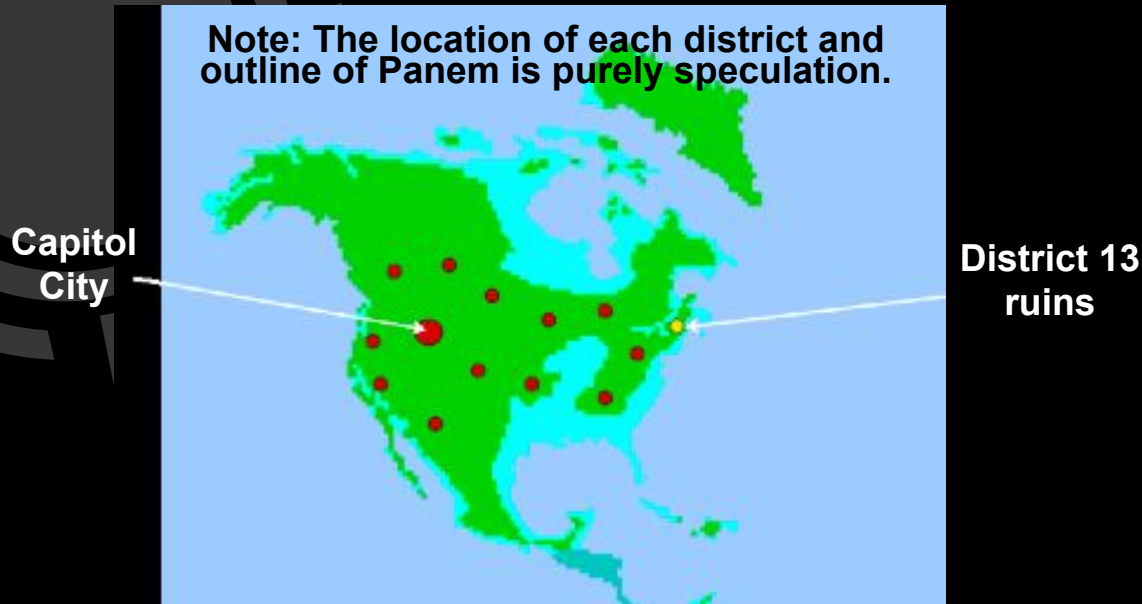 Note: The location of each district and
outline of Panem is purely speculation.
Capitol
City
District 13
ruins